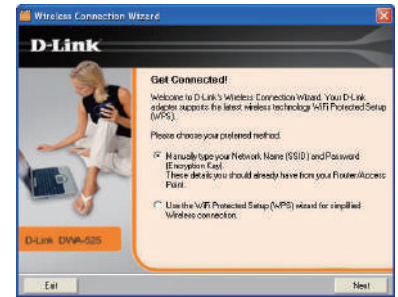 Wireless Connection Wizard
D-Link
Get Connected!
Welcome to D-Link's Wireless Connection Wizard. Your D-Link
adapter supports the latest wireless technology WiFi Protected Setup
(WPS).
Please choose your preferred method.
Manually type your Network Name (SSID) and Password
(Encryption Key).
These details you should already have from your Router/Access
Point.
Use the WiFi Protected Setup (WPS) wizard for simplified
Wireless connection.
D-Link DWA-525
Exit
Next